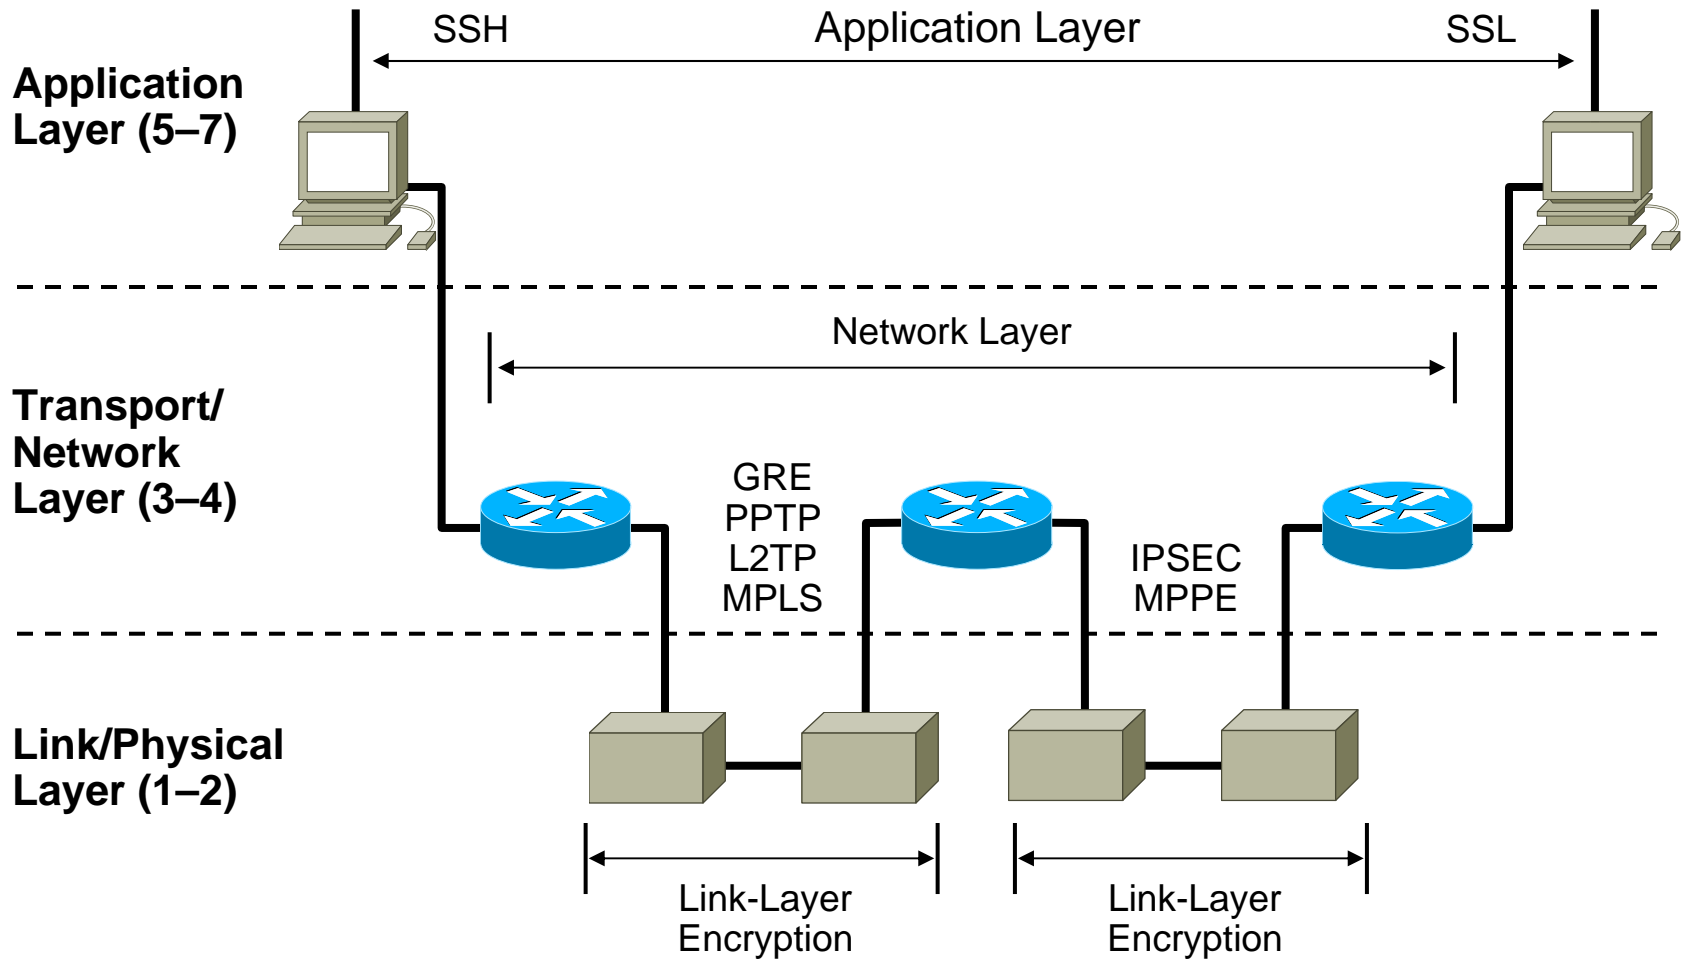 SSH
Application Layer
SSL
Application
Layer (5–7)
Network Layer
Transport/
Network
Layer (3–4)
GRE
PPTP
L2TP
MPLS
IPSEC
MPPE
Link/Physical
Layer (1–2)
Link-Layer
Encryption
Link-Layer
Encryption